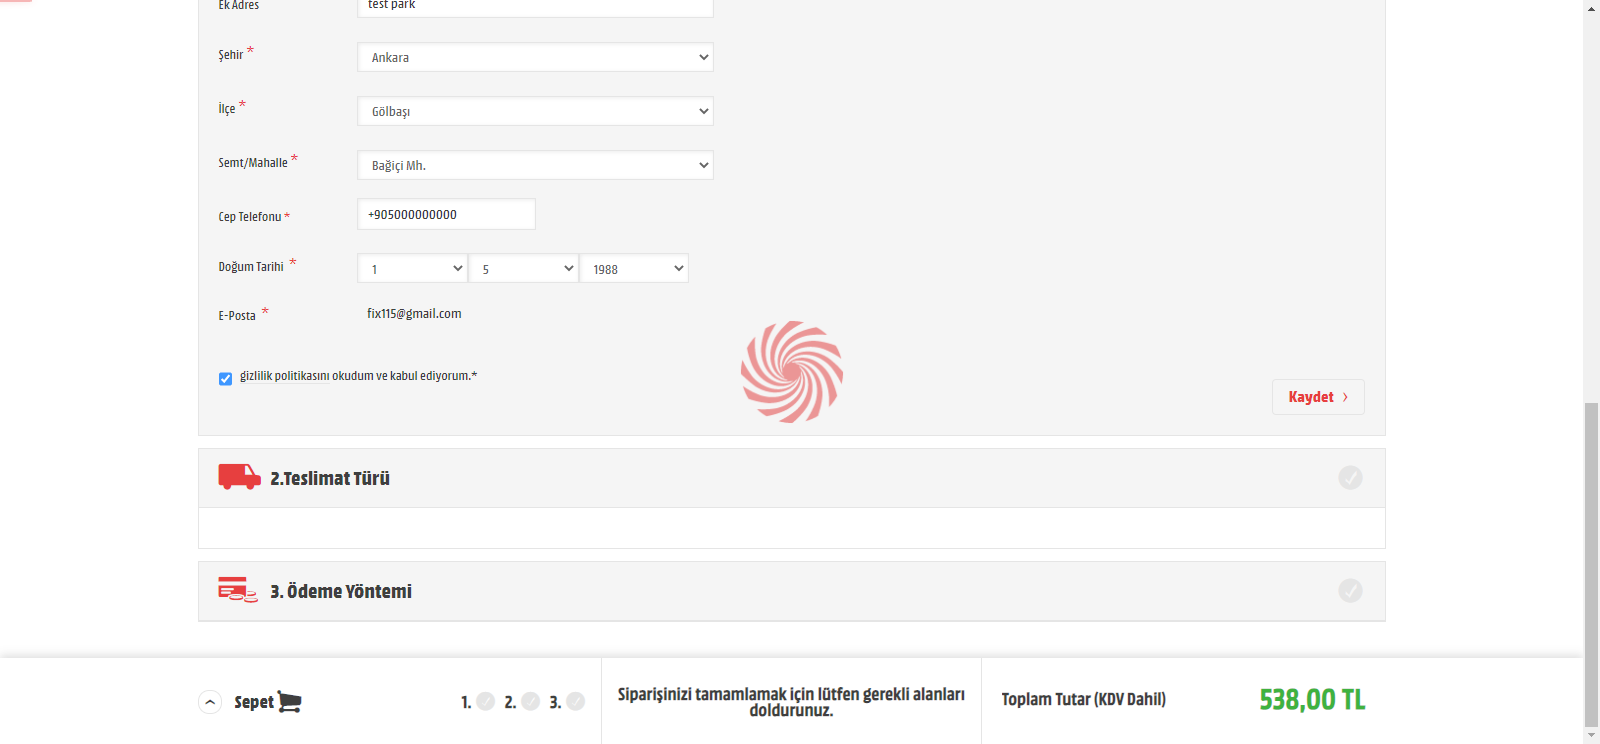 Ek Adres
test park
Şehir *
Ankara
İlçe *
Gölbaşı
Semt/Mahalle *
Bağiçi Mh.
Cep Telefonu *
+905000000000
Doğum Tarihi *
1 5 1988
E-Posta *
fix115@gmail.com
gizlilik politikasını okudum ve kabul ediyorum.*
Kaydet
2.Teslimat Türü
3. Ödeme Yöntemi
Sepet
1. 2. 3.
Siparişinizi tamamlamak için lütfen gerekli alanları
doldurunuz.
Toplam Tutar (KDV Dahil)
538,00 TL